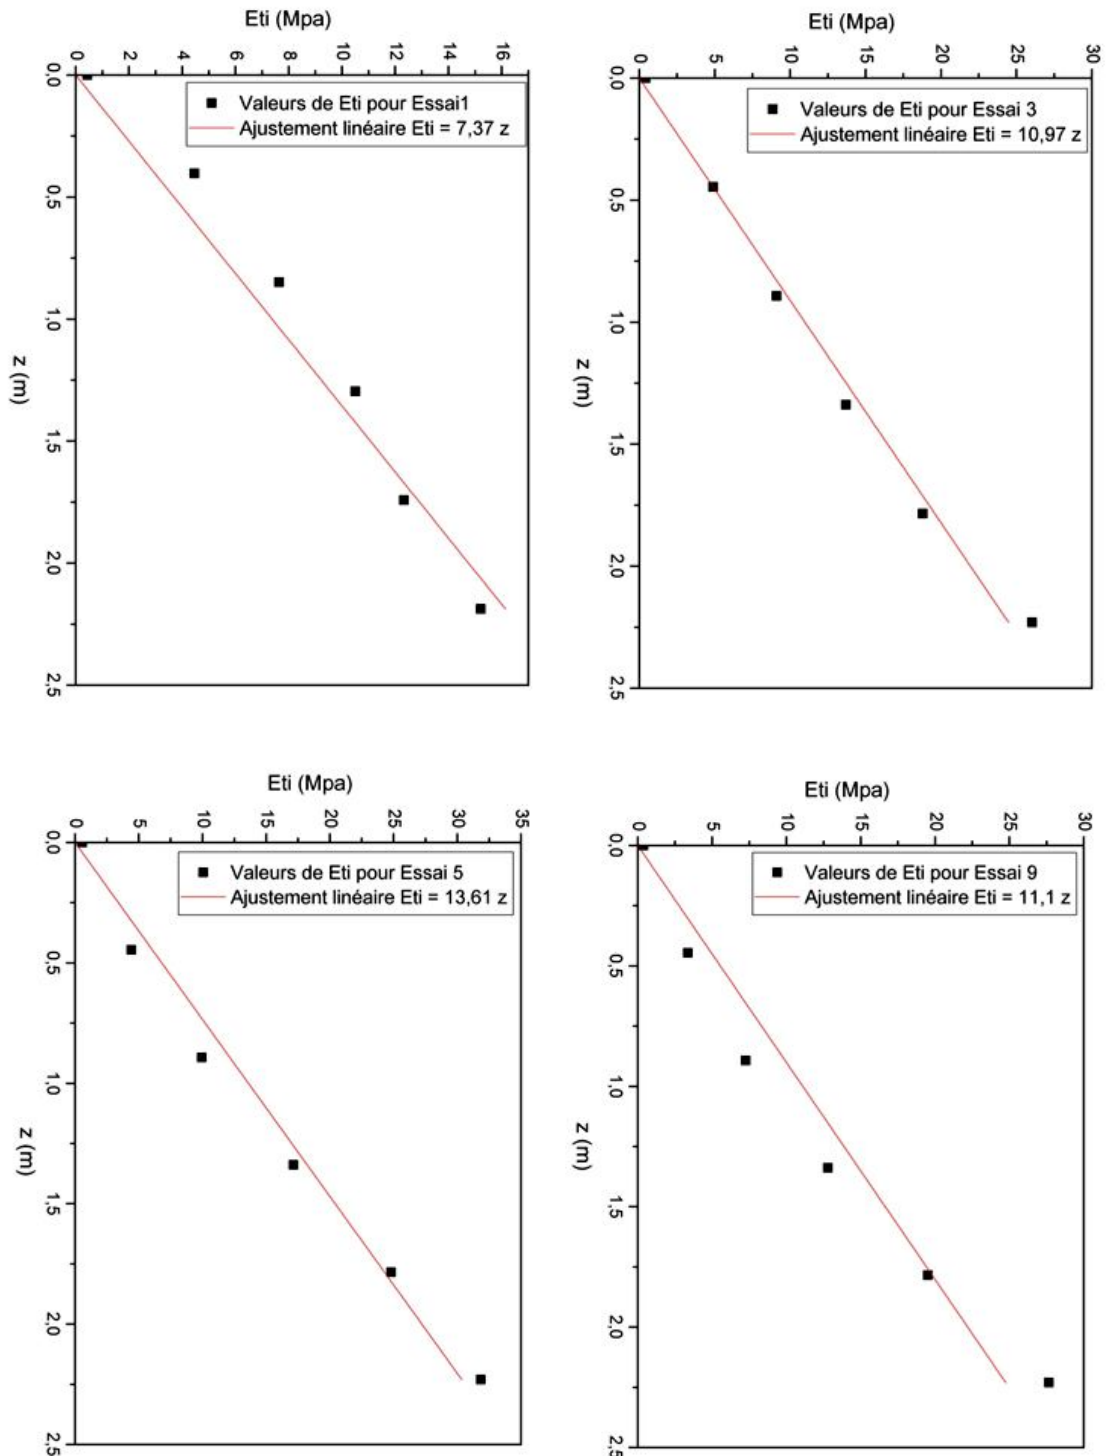 Eti (Mpa)
0 2 4 6 8 10 12 14 16
0,0 0,5 1,0 1,5 2,0 2,5
z (m)
Valeurs de Eti pour Essai1
Ajustement linéaire Eti = 7,37 z
Eti (Mpa)
0 5 10 15 20 25 30
0,0 0,5 1,0 1,5 2,0 2,5
z (m)
Valeurs de Eti pour Essai 3
Ajustement linéaire Eti = 10,97 z
Eti (Mpa)
0 5 10 15 20 25 30 35
0,0 0,5 1,0 1,5 2,0 2,5
z (m)
Valeurs de Eti pour Essai 5
Ajustement linéaire Eti = 13,61 z
Eti (Mpa)
0 5 10 15 20 25 30
0,0 0,5 1,0 1,5 2,0 2,5
z (m)
Valeurs de Eti pour Essai 9
Ajustement linéaire Eti = 11,1 z